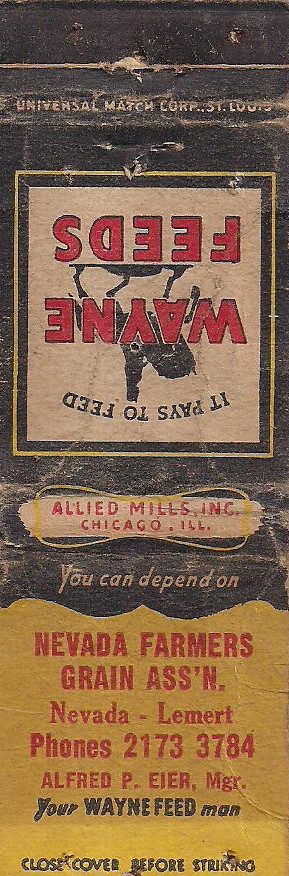 UNIVERSAL MATCH CORP., ST. LOUIS
IT PAYS TO FEED
WAYNE
FEEDS
ALLIED MILLS, INC.
CHICAGO, ILL.
You can depend on
NEVADA FARMERS
GRAIN ASS'N.
Nevada - Lemert
Phones 2173 3784
ALFRED P. EIER, Mgr.
Your WAYNE FEED man
CLOSE COVER BEFORE STRIKING